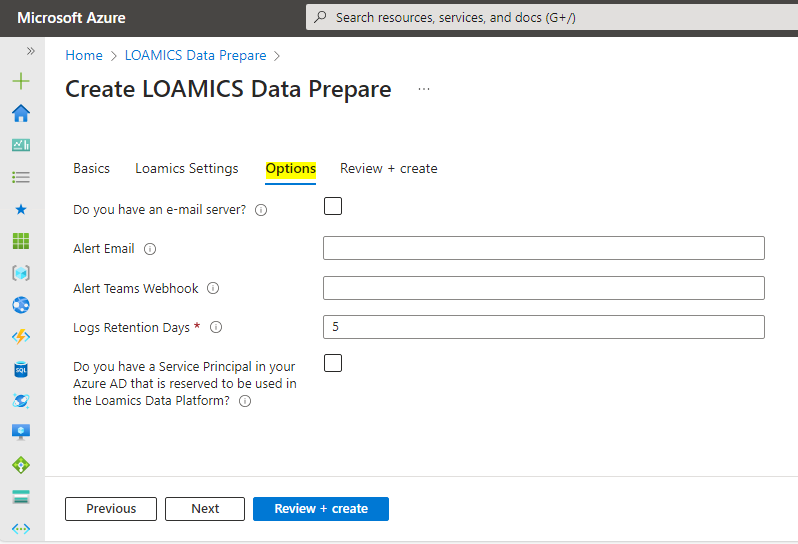 Microsoft Azure
Search resources, services, and docs (G+/)
Home > LOAMICS Data Prepare >
Create LOAMICS Data Prepare ...
Basics Loamics Settings Options Review + create
Do you have an e-mail server?
Alert Email
Alert Teams Webhook
Logs Retention Days * 5
Do you have a Service Principal in your
Azure AD that is reserved to be used in
the Loamics Data Platform?
Previous Next Review + create